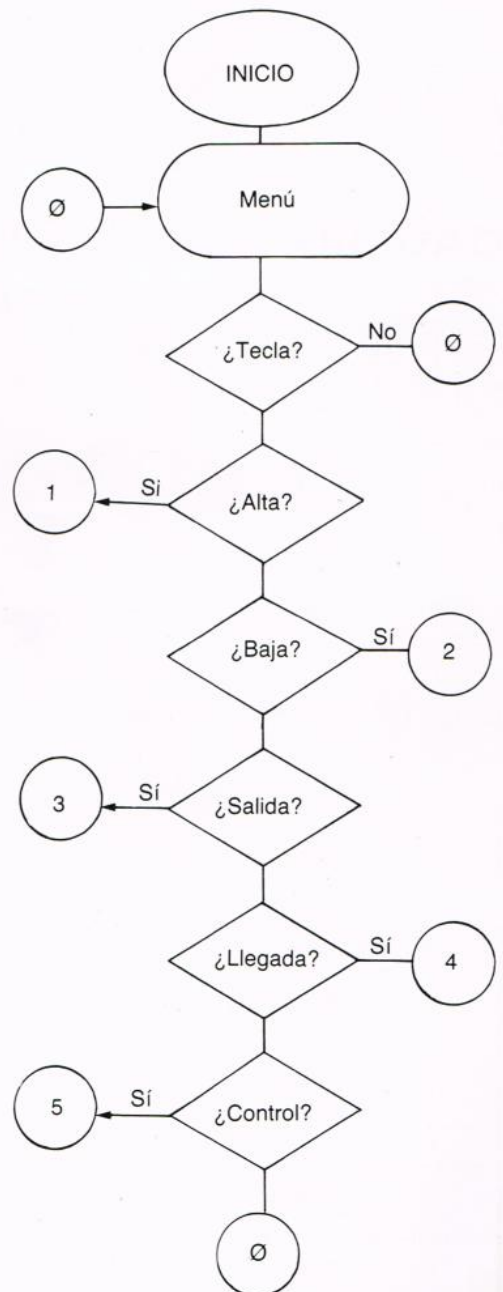 INICIO
Ø
Menú
¿Tecla?
No
Ø
1
Si
¿Alta?
¿Baja?
Sí
2
3
Sí
¿Salida?
¿Llegada?
Sí
4
5
Sí
¿Control?
Ø